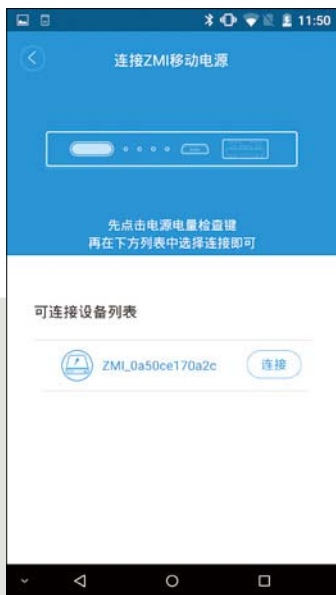 11:50
连接ZMI移动电源
先点击电源电量检查键
再在下方列表中选择连接即可
可连接设备列表
ZMI_0a50ce170a2c
连接